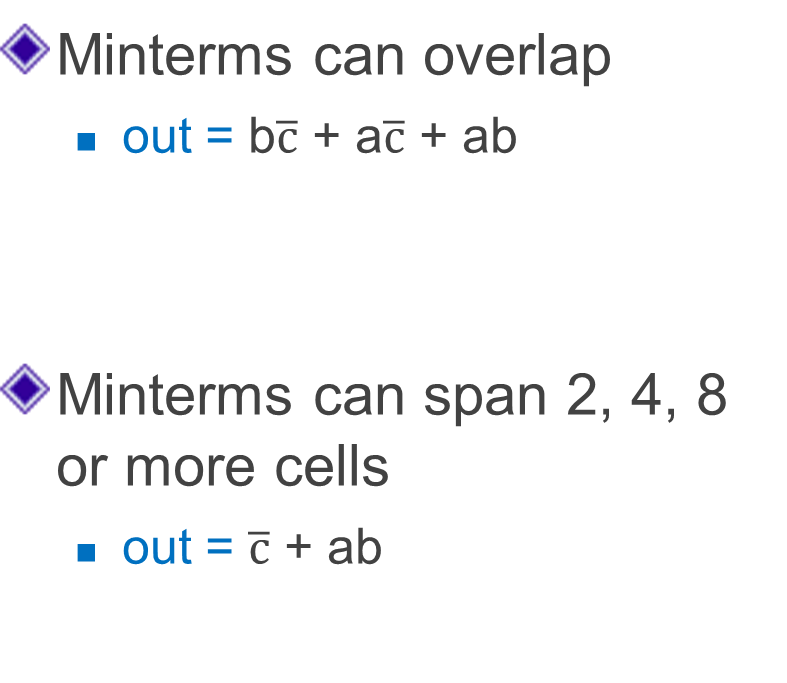 Minterms can overlap
out = bc̅ + ac̅ + ab
Minterms can span 2, 4, 8
or more cells
out = c̅ + ab